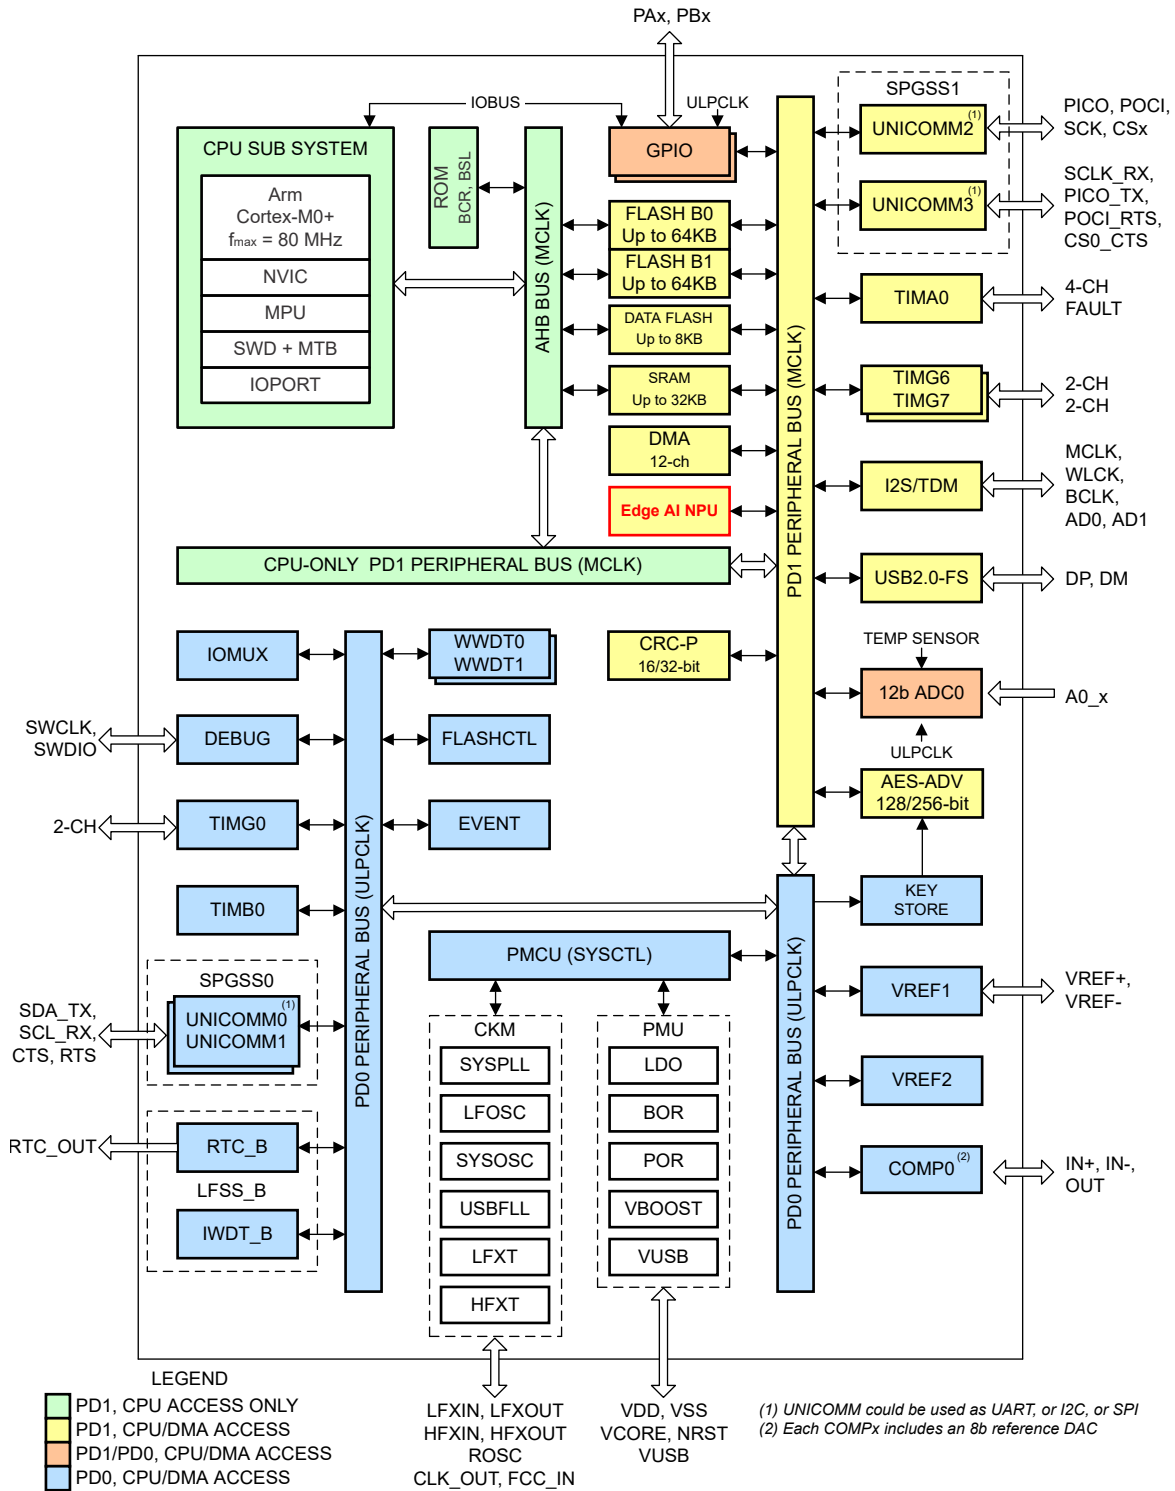 PAx, PBx
IOBUS
ULPCLK
SPGSS1
CPU SUB SYSTEM
Arm
Cortex-M0+
fmax = 80 MHz
NVIC
MPU
SWD + MTB
IOPORT
ROM
BCR, BSL
AHB BUS (MCLK)
GPIO
FLASH B0
Up to 64KB
FLASH B1
Up to 64KB
DATA FLASH
Up to 8KB
SRAM
Up to 32KB
DMA
12-ch
Edge AI NPU
PD1 PERIPHERAL BUS (MCLK)
UNICOMM2(1)
PICO, POCI,
SCK, CSx
UNICOMM3(1)
SCLK_RX,
PICO_TX,
POCI_RTS,
CS0_CTS
TIMA0
4-CH
FAULT
TIMG6
TIMG7
2-CH
2-CH
I2S/TDM
MCLK,
WLCK,
BCLK,
AD0, AD1
CPU-ONLY PD1 PERIPHERAL BUS (MCLK)
USB2.0-FS
DP, DM
CRC-P
16/32-bit
TEMP SENSOR
12b ADC0
A0_x
ULPCLK
AES-ADV
128/256-bit
KEY
STORE
IOMUX
WWDT0
WWDT1
SWCLK,
SWDIO
DEBUG
FLASHCTL
2-CH
TIMG0
EVENT
TIMB0
PD0 PERIPHERAL BUS (ULPCLK)
SPGSS0
SDA_TX,
SCL_RX,
CTS, RTS
UNICOMM0(1)
UNICOMM1
RTC_OUT
RTC_B
LFSS_B
IWDT_B
PMCU (SYSCTL)
CKM
SYSPLL
LFOSC
SYSOSC
USBFLL
LFXT
HFXT
PMU
LDO
BOR
POR
VBOOST
VUSB
PD0 PERIPHERAL BUS (ULPCLK)
VREF1
VREF+,
VREF-
VREF2
COMP0(2)
IN+, IN-,
OUT
LEGEND
PD1, CPU ACCESS ONLY
PD1, CPU/DMA ACCESS
PD1/PD0, CPU/DMA ACCESS
PD0, CPU/DMA ACCESS
LFXIN, LFXOUT
HFXIN, HFXOUT
ROSC
CLK_OUT, FCC_IN
VDD, VSS
VCORE, NRST
VUSB
(1) UNICOMM could be used as UART, or I2C, or SPI
(2) Each COMPx includes an 8b reference DAC